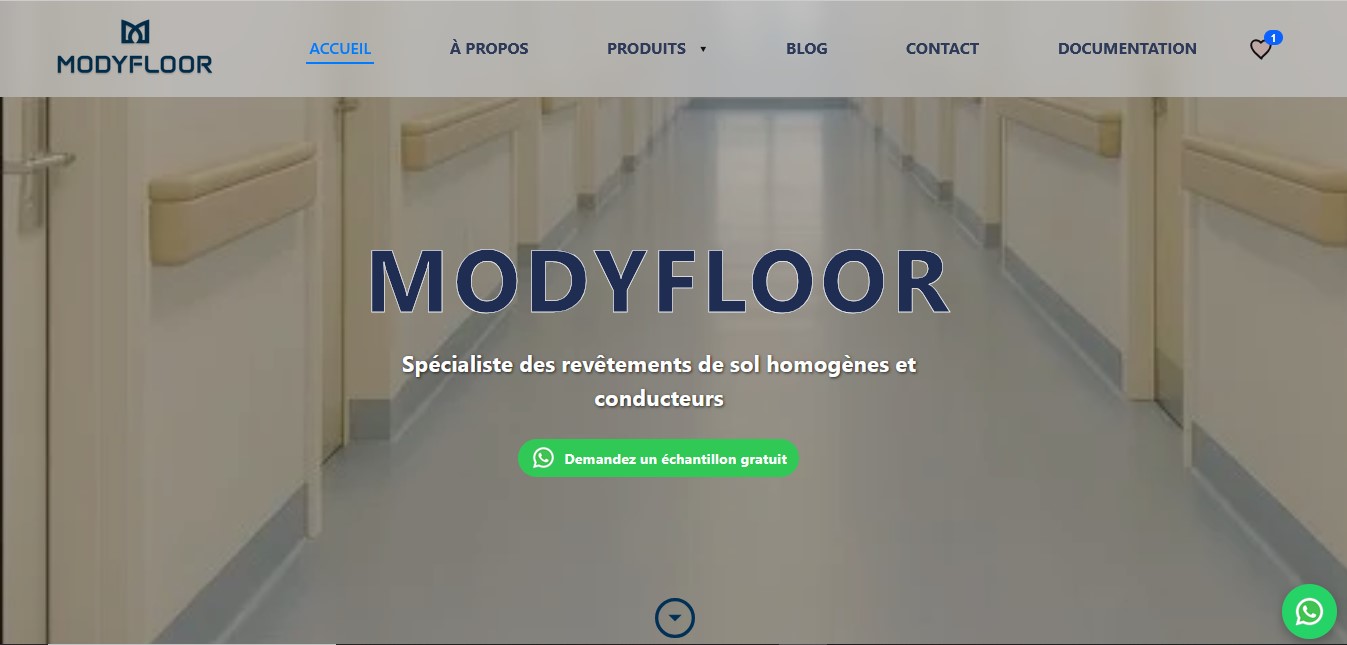 MODYFLOOR
ACCUEIL
À PROPOS
PRODUITS
BLOG
CONTACT
DOCUMENTATION
1
MODYFLOOR
Spécialiste des revêtements de sol homogènes et
conducteurs
Demandez un échantillon gratuit